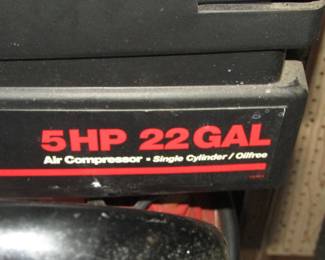 5HP 22GAL
Air Compressor • Single Cylinder / Oilfree